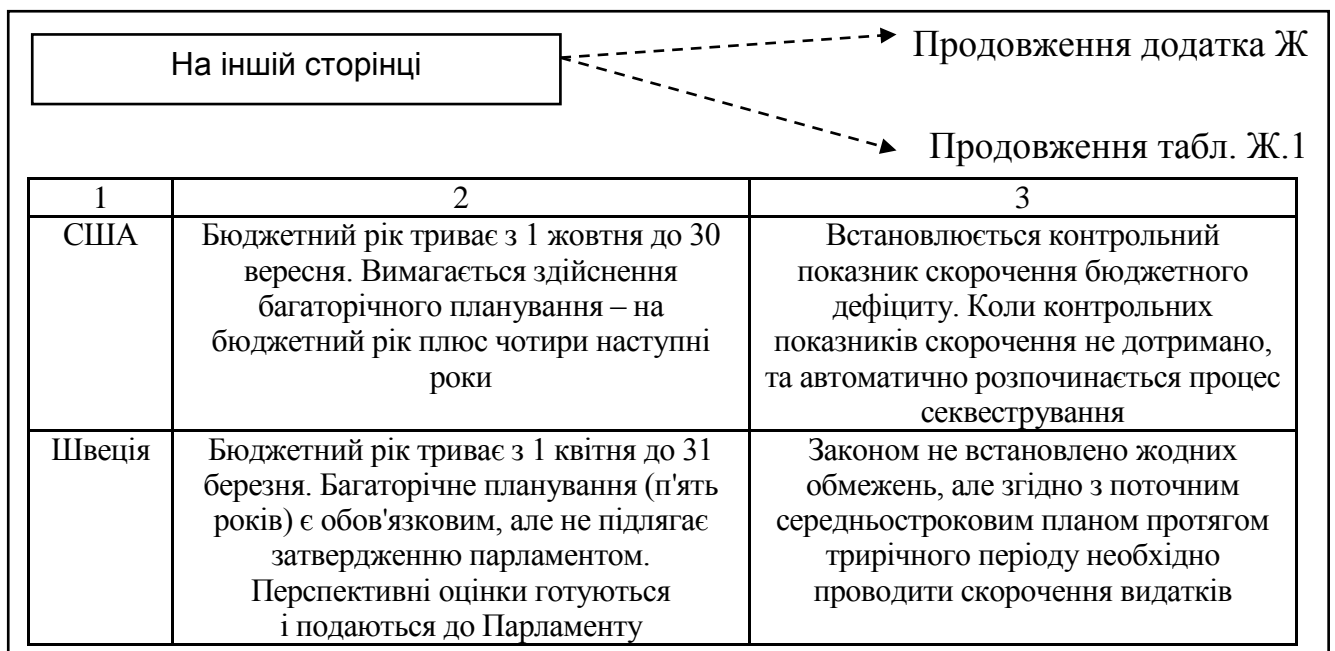 На іншій сторінці
Продовження додатка Ж
Продовження табл. Ж.1
1
2
3
США
Бюджетний рік триває з 1 жовтня до 30
вересня. Вимагається здійснення
багаторічного планування – на
бюджетний рік плюс чотири наступні
роки
Встановлюється контрольний
показник скорочення бюджетного
дефіциту. Коли контрольних
показників скорочення не дотримано,
та автоматично розпочинається процес
секвестрування
Швеція
Бюджетний рік триває з 1 квітня до 31
березня. Багаторічне планування (п'ять
років) є обов'язковим, але не підлягає
затвердженню парламентом.
Перспективні оцінки готуються
і подаються до Парламенту
Законом не встановлено жодних
обмежень, але згідно з поточним
середньостроковим планом протягом
трирічного періоду необхідно
проводити скорочення видатків